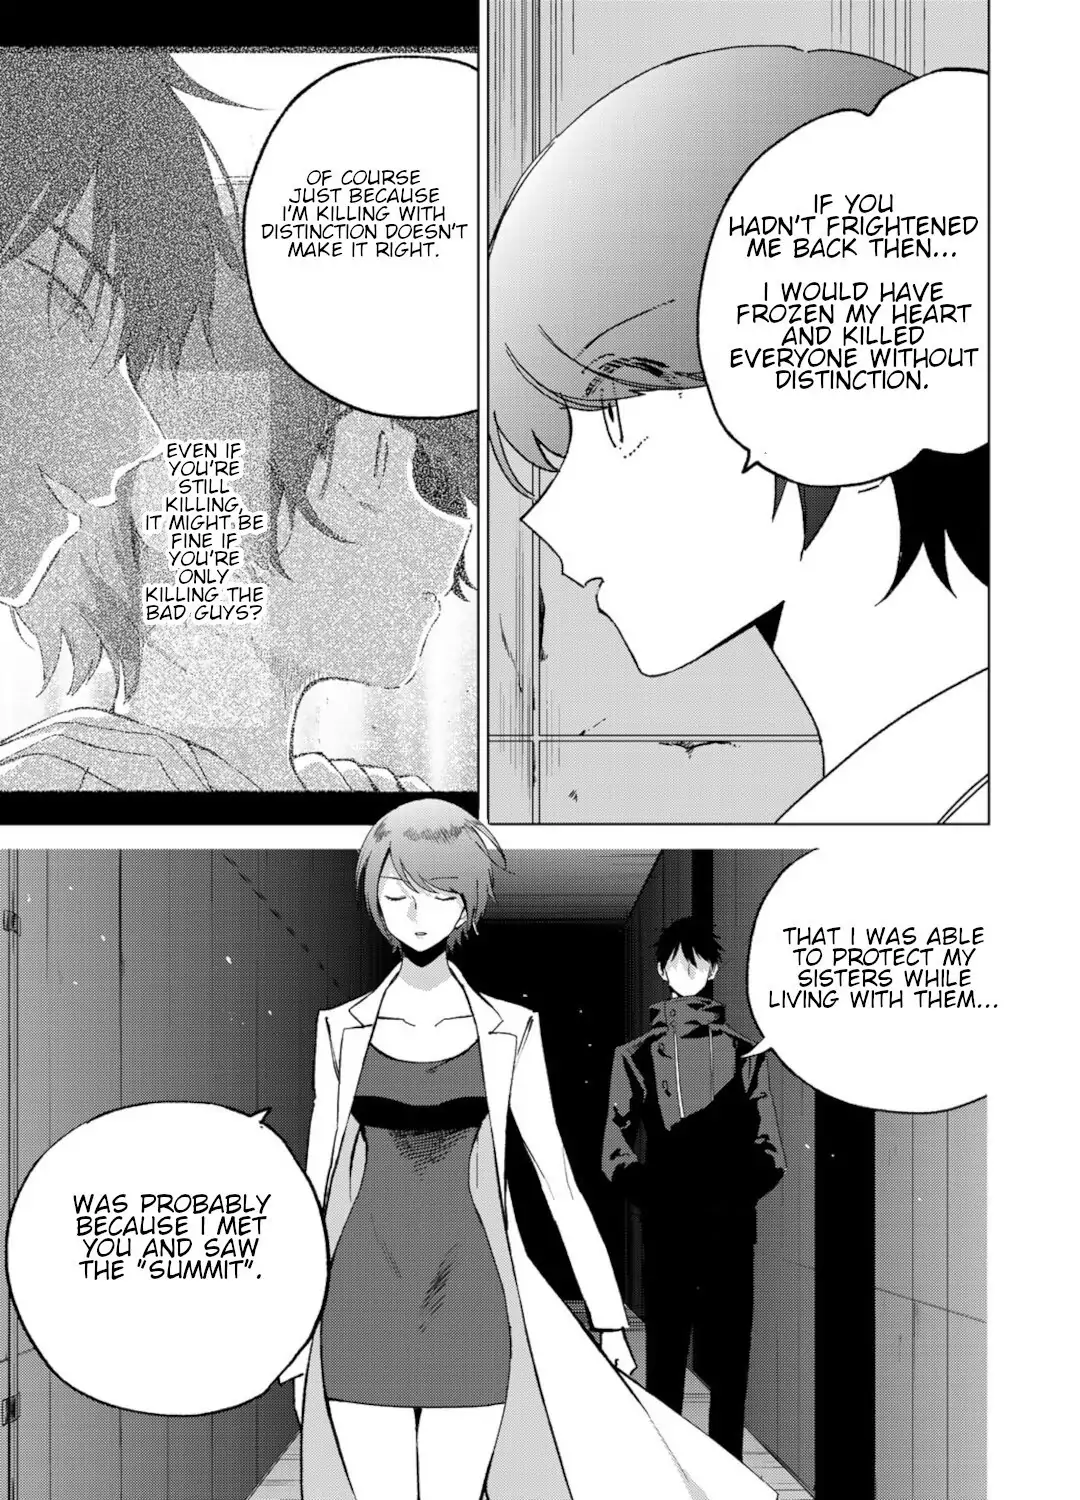 IF YOU
HADN'T FRIGHTENED
ME BACK THEN...
I WOULD HAVE
FROZEN MY HEART
AND KILLED
EVERYONE WITHOUT
DISTINCTION.
OF COURSE
JUST BECAUSE
I'M KILLING WITH
DISTINCTION DOESN'T
MAKE IT RIGHT.
EVEN IF
YOU'RE
STILL
KILLING,
IT MIGHT BE
FINE IF
YOU'RE
ONLY
KILLING THE
BAD GUYS?
THAT I WAS ABLE
TO PROTECT MY
SISTERS WHILE
LIVING WITH THEM...
WAS PROBABLY
BECAUSE I MET
YOU AND SAW
THE "SUMMIT".